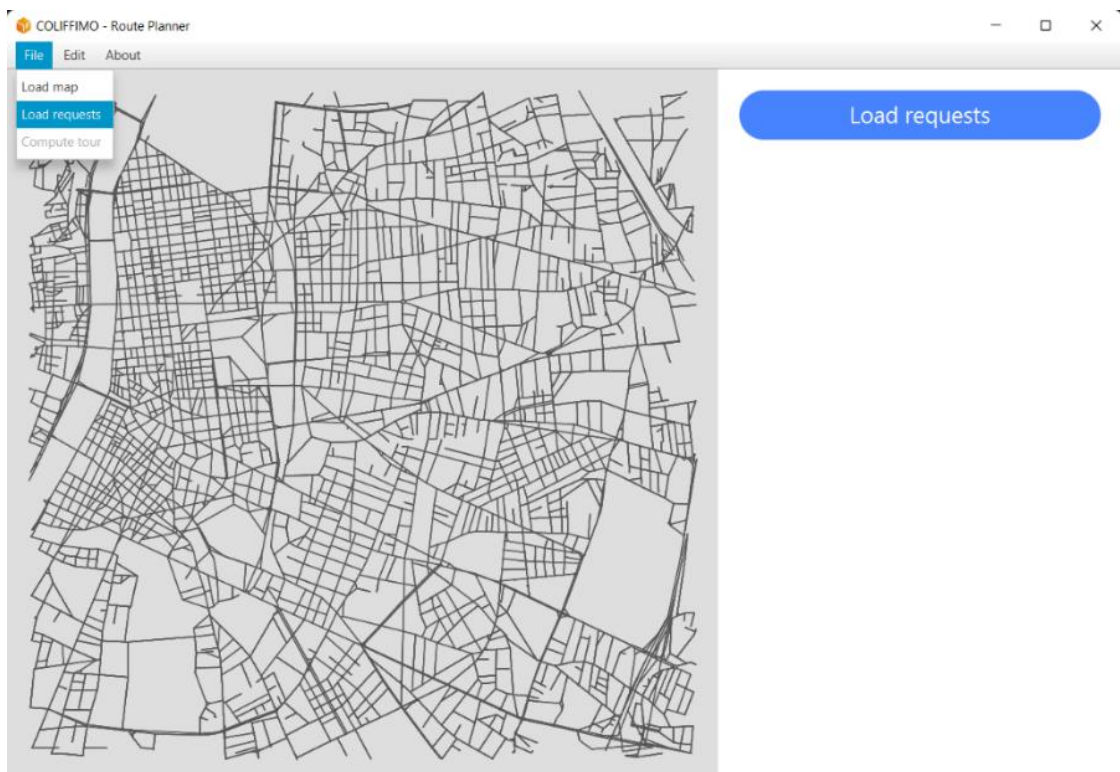 COLIFFIMO - Route Planner
File Edit About
Load map
Load requests
Compute tour
Load requests